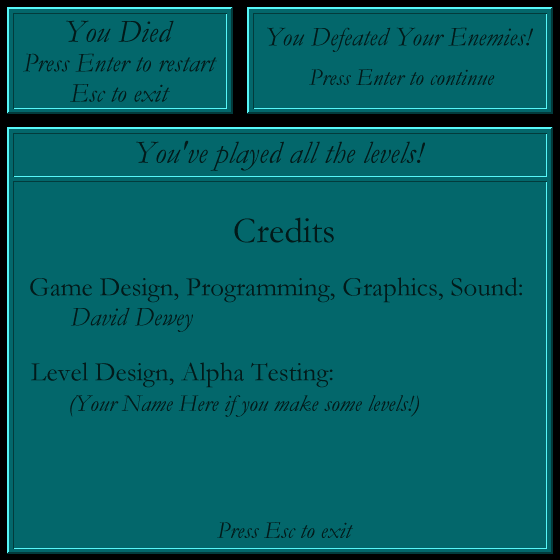 You Died
Press Enter to restart
Esc to exit
You Defeated Your Enemies!
Press Enter to continue
You've played all the levels!
Credits
Game Design, Programming, Graphics, Sound:
David Dewey
Level Design, Alpha Testing:
(Your Name Here if you make some levels!)
Press Esc to exit